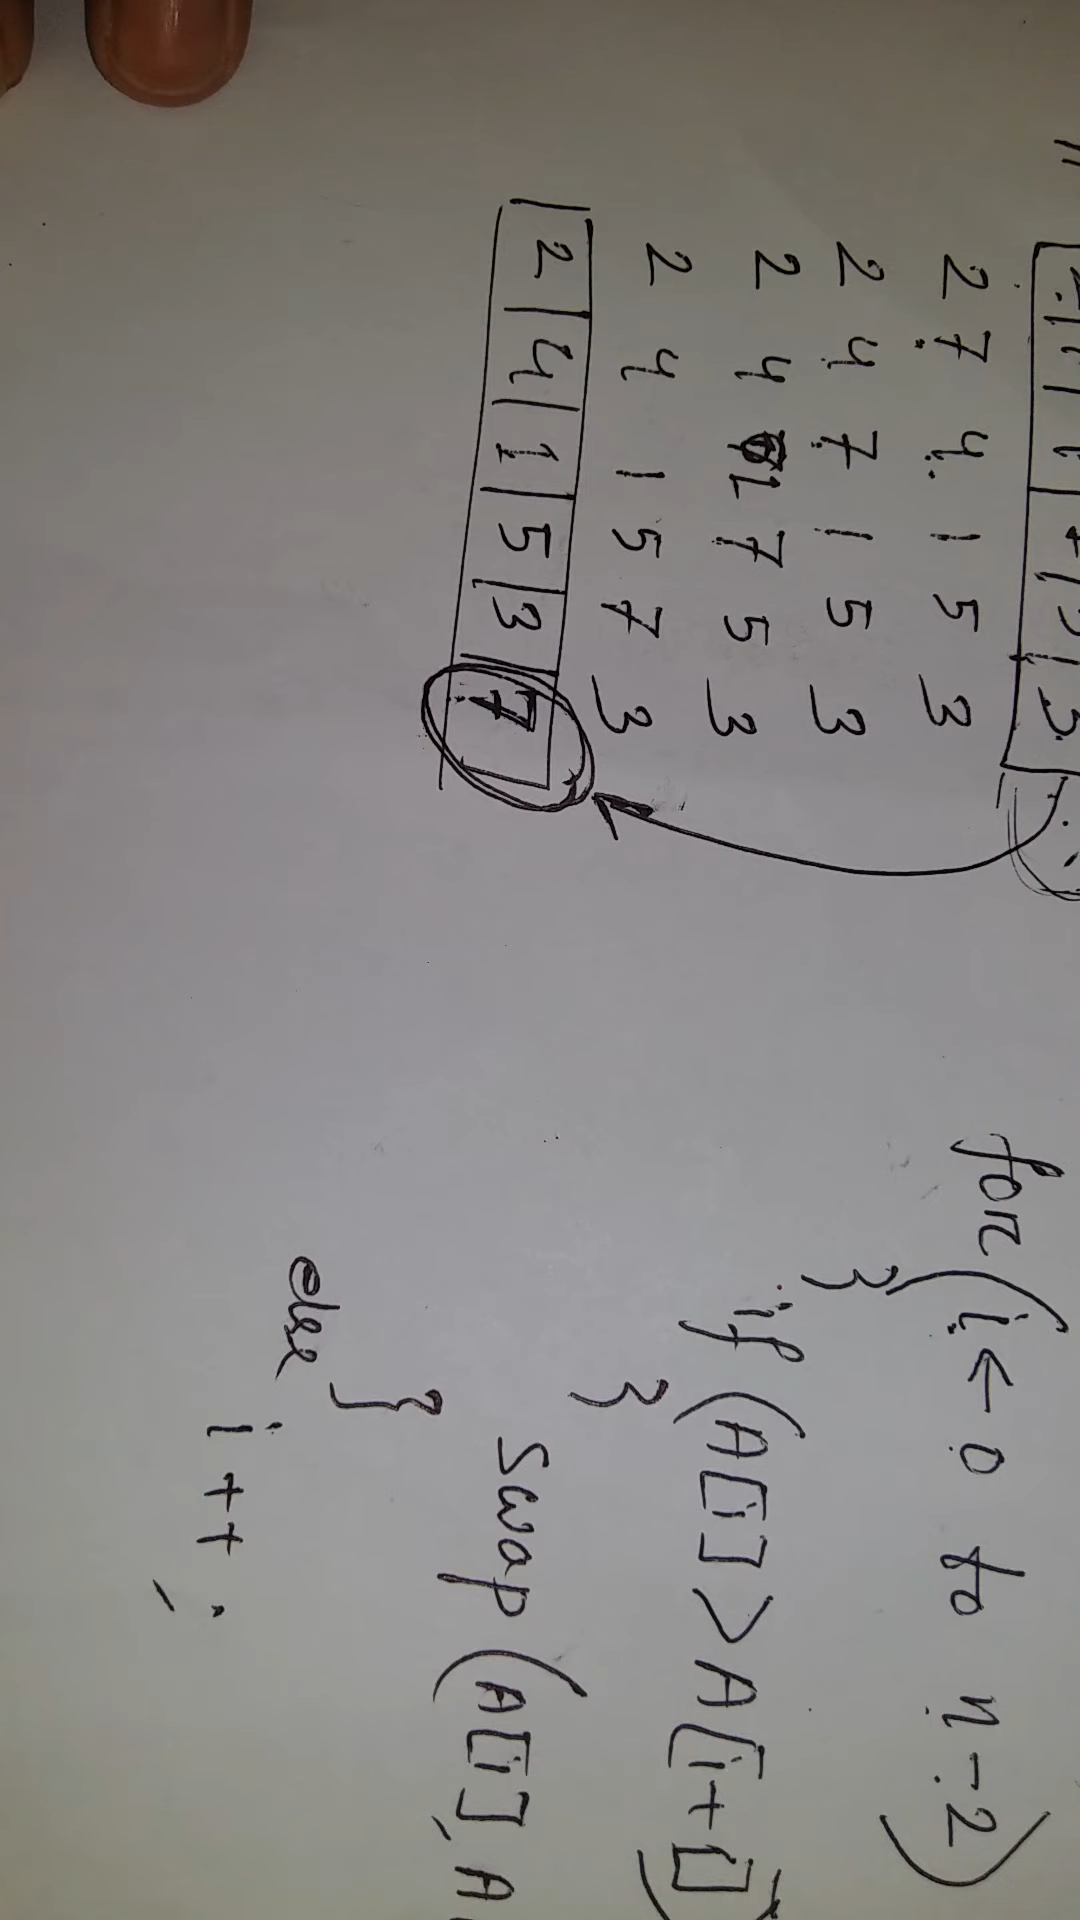 2 7 4 1 5 3
2 4 7 1 5 3
2 4 1 7 5 3
2 4 1 5 7 3
2 | 4 | 1 | 5 | 3 | 7
for (i ← 0 to n-2)
{
if (A[i] > A[i+1])
{
swap (A[i], A
}
else
i++;